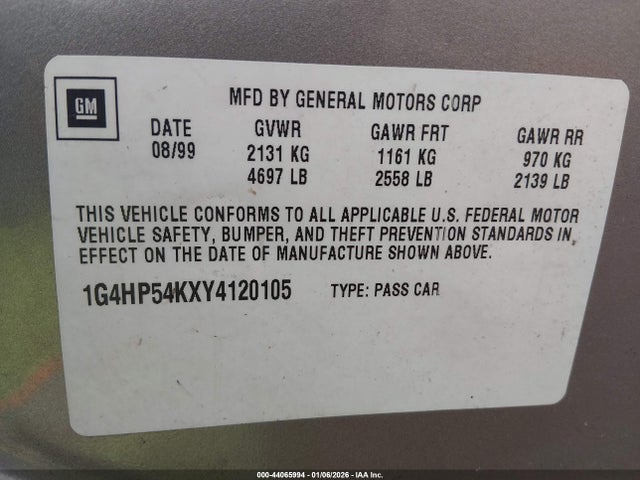 GM
MFD BY GENERAL MOTORS CORP
DATE GVWR GAWR FRT GAWR RR
08/99 2131 KG 1161 KG 970 KG
4697 LB 2558 LB 2139 LB
THIS VEHICLE CONFORMS TO ALL APPLICABLE U.S. FEDERAL MOTOR
VEHICLE SAFETY, BUMPER, AND THEFT PREVENTION STANDARDS IN
EFFECT ON THE DATE OF MANUFACTURE SHOWN ABOVE.
1G4HP54KXY4120105 TYPE: PASS CAR
000-44065994 | 01/06/2026 - IAA Inc.